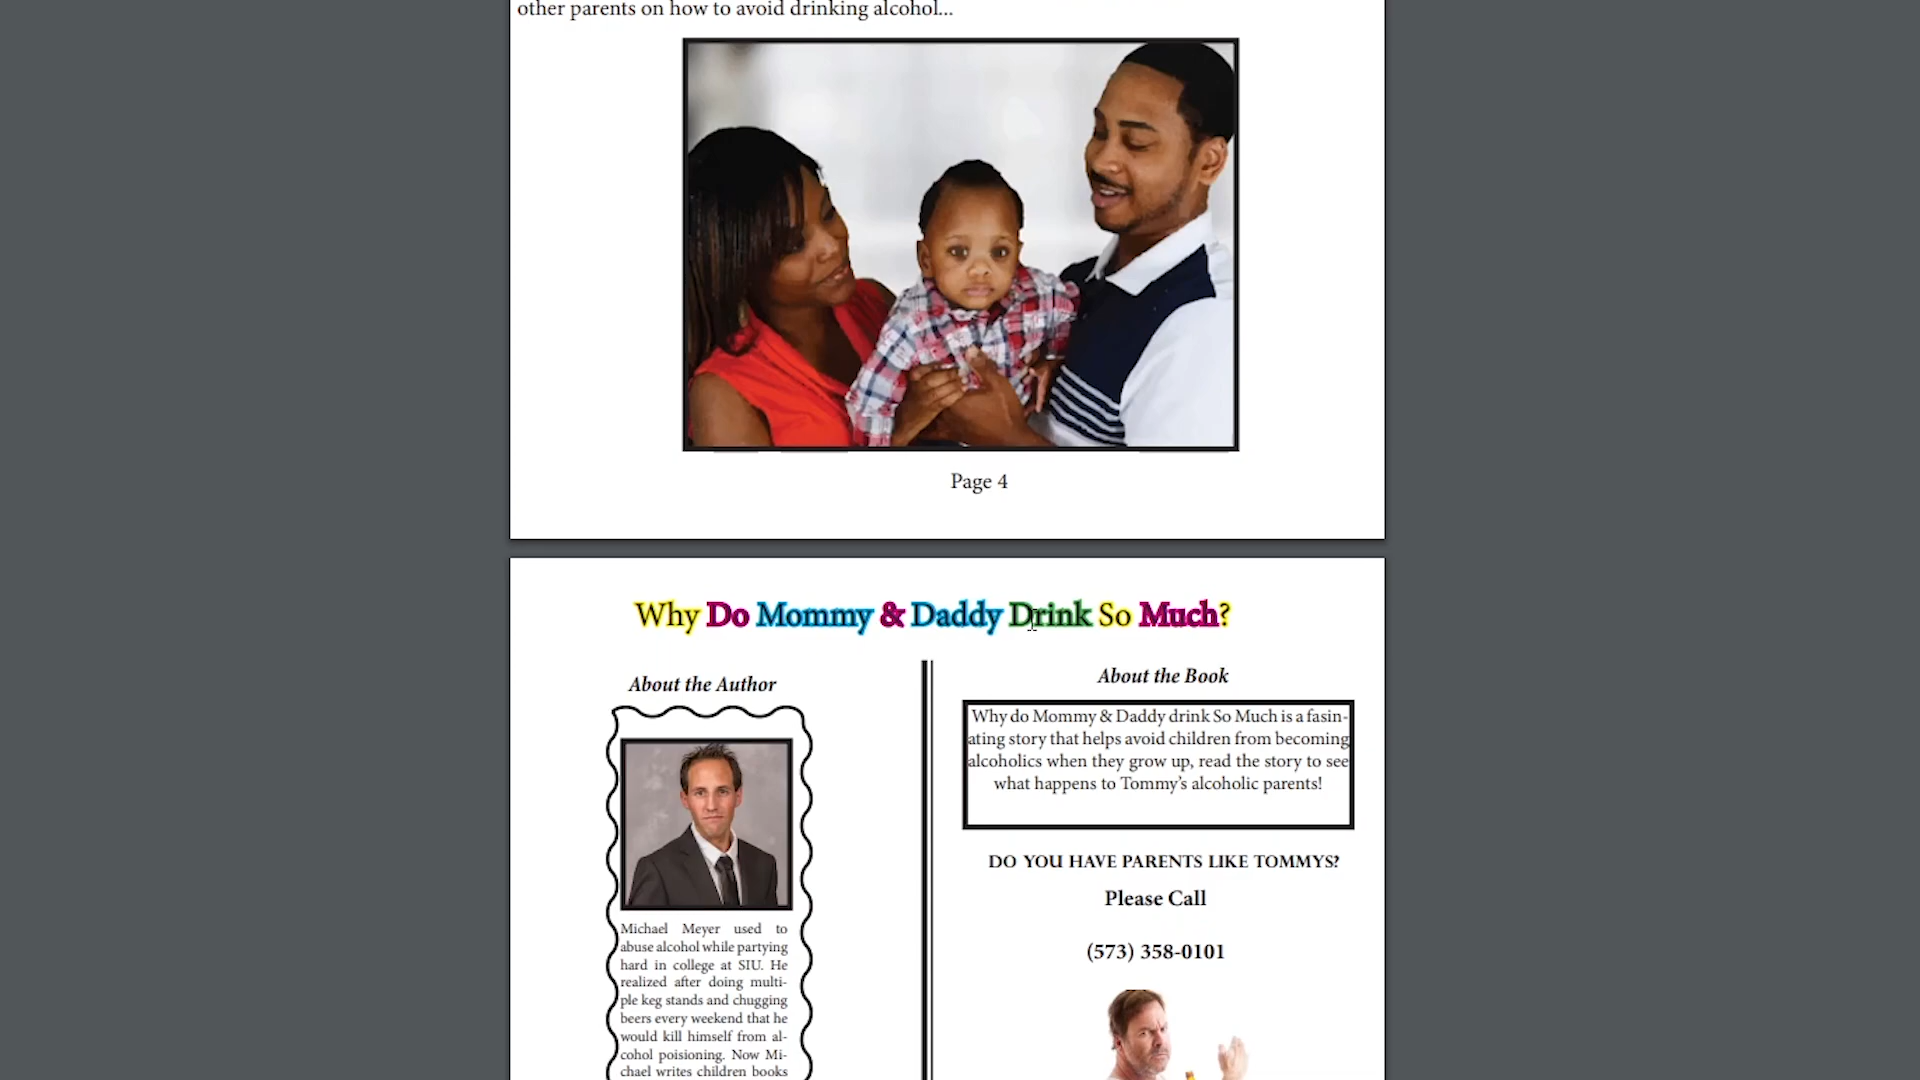 other parents on how to avoid drinking alcohol...
Page 4
Why Do Mommy & Daddy Drink So Much?
About the Author
Michael Meyer used to
abuse alcohol while partying
hard in college at SIU. He
realized after doing multi-
ple keg stands and chugging
beers every weekend that he
would kill himself from al-
cohol poisioning. Now Mi-
chael writes children books
About the Book
Why do Mommy & Daddy drink So Much is a fasin-
ating story that helps avoid children from becoming
alcoholics when they grow up, read the story to see
what happens to Tommy's alcoholic parents!
DO YOU HAVE PARENTS LIKE TOMMYS?
Please Call
(573) 358-0101